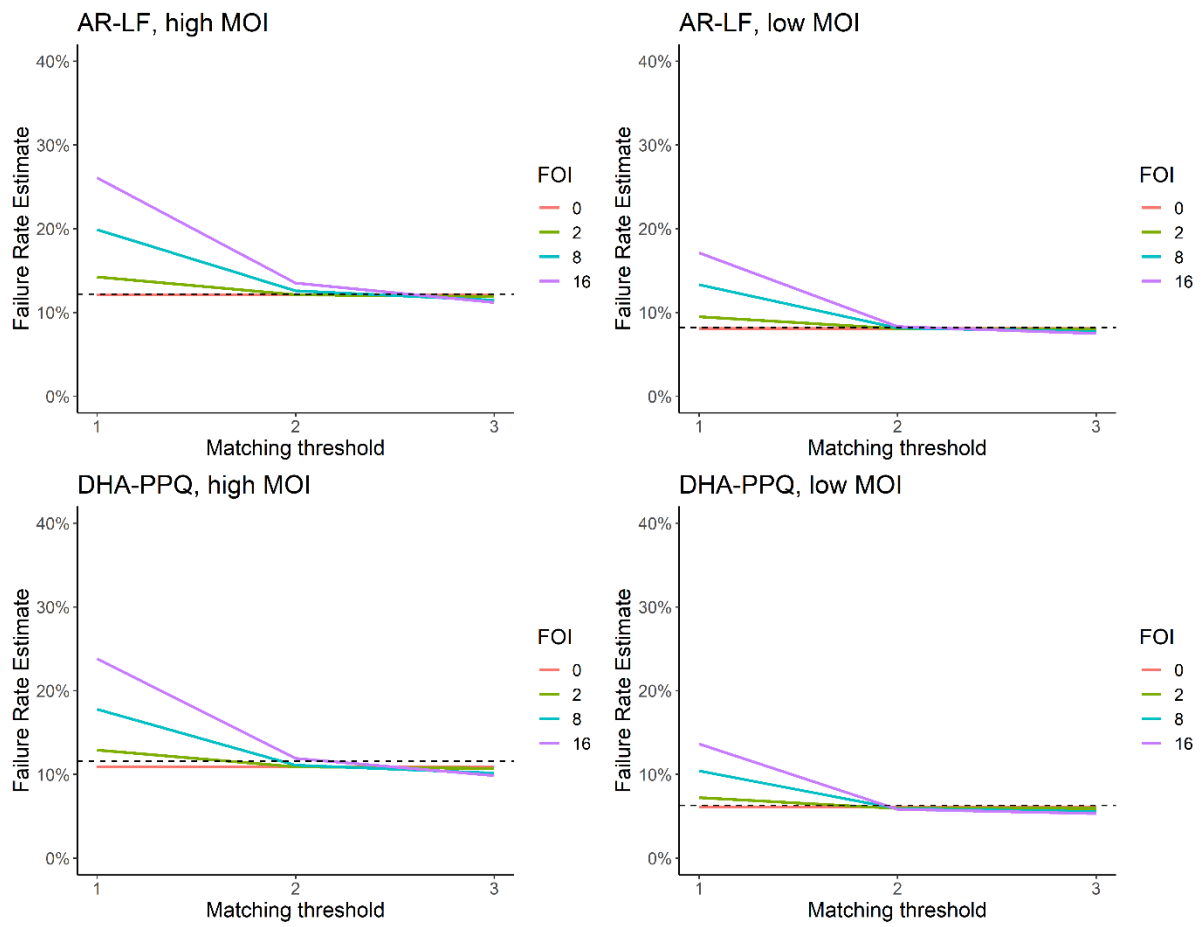 AR-LF, high MOI
40%
30%
20%
10%
0%
Failure Rate Estimate
1 2 3
Matching threshold
FOI
0
2
8
16
AR-LF, low MOI
40%
30%
20%
10%
0%
Failure Rate Estimate
1 2 3
Matching threshold
FOI
0
2
8
16
DHA-PPQ, high MOI
40%
30%
20%
10%
0%
Failure Rate Estimate
1 2 3
Matching threshold
FOI
0
2
8
16
DHA-PPQ, low MOI
40%
30%
20%
10%
0%
Failure Rate Estimate
1 2 3
Matching threshold
FOI
0
2
8
16